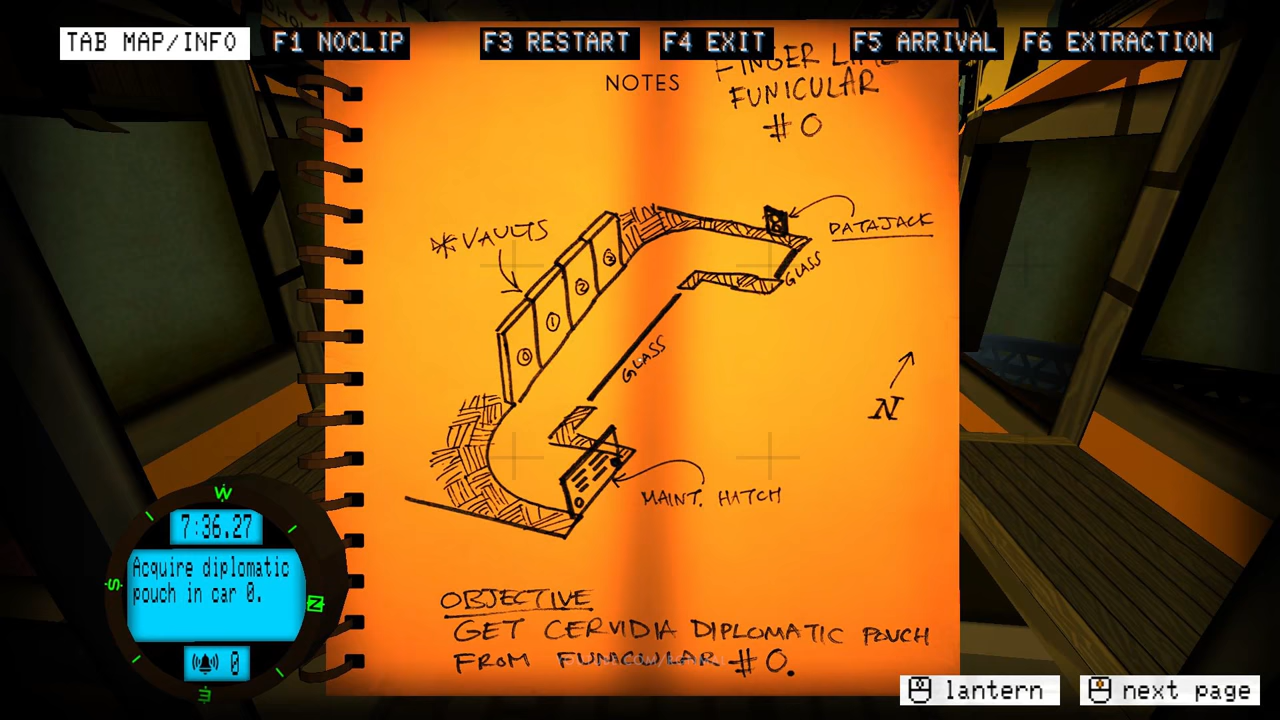 TAB MAP/INFO F1 NOCLIP F3 RESTART F4 EXIT F5 ARRIVAL F6 EXTRACTION
NOTES
FINGER LIME
FUNICULAR
#0
*VAULTS
DATAJACK
GLASS
3
2
1
0
GLASS
N
MAINT. HATCH
W
S
N
E
7:36.27
Acquire diplomatic
pouch in car 0.
0
OBJECTIVE
GET CERVIDIA DIPLOMATIC POUCH
FROM FUNICULAR #0.
lantern
next page